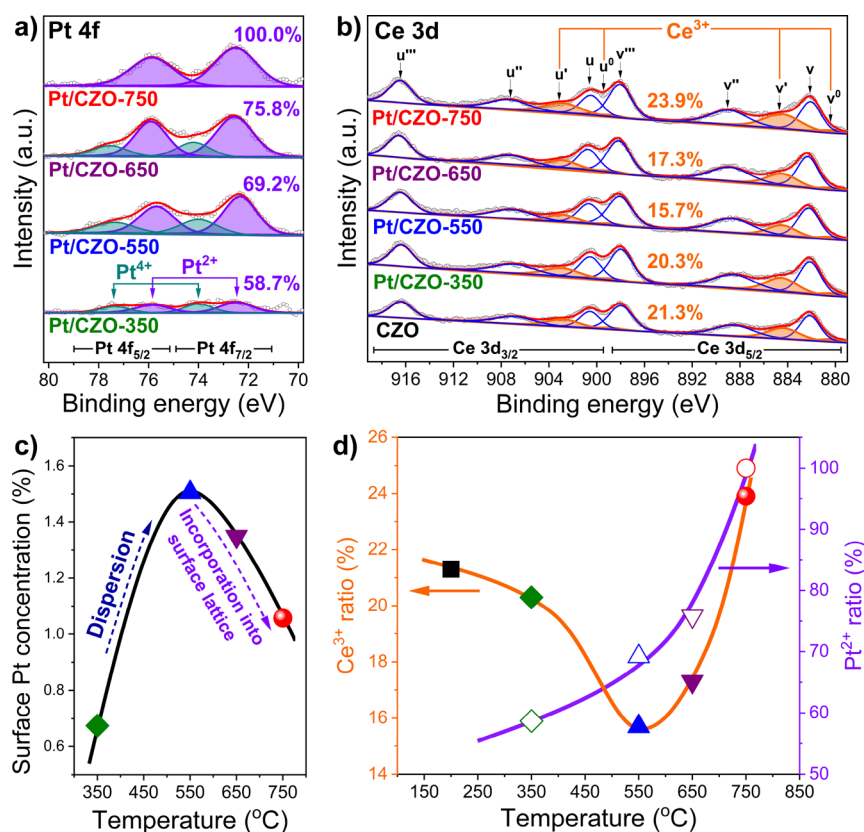 a) Pt 4f
100.0%
Pt/CZO-750
75.8%
Pt/CZO-650
69.2%
Pt/CZO-550
58.7%
Pt⁴⁺
Pt²⁺
Pt/CZO-350
Pt 4f₅/₂
Pt 4f₇/₂
80 78 76 74 72 70
Binding energy (eV)
Intensity (a.u.)
b) Ce 3d
Ce³⁺
u'''
u''
u'
u
u⁰
v'''
v''
v'
v
v⁰
23.9%
Pt/CZO-750
17.3%
Pt/CZO-650
15.7%
Pt/CZO-550
20.3%
Pt/CZO-350
21.3%
CZO
Ce 3d₃/₂
Ce 3d₅/₂
916 912 908 904 900 896 892 888 884 880
Binding energy (eV)
Intensity (a.u.)
c)
1.6
1.4
1.2
1.0
0.8
0.6
Surface Pt concentration (%)
Dispersion
Incorporation into
surface lattice
350 450 550 650 750
Temperature (°C)
d)
26
24
22
20
18
16
14
Ce³⁺ ratio (%)
100
90
80
70
60
50
Pt²⁺ ratio (%)
150 250 350 450 550 650 750 850
Temperature (°C)